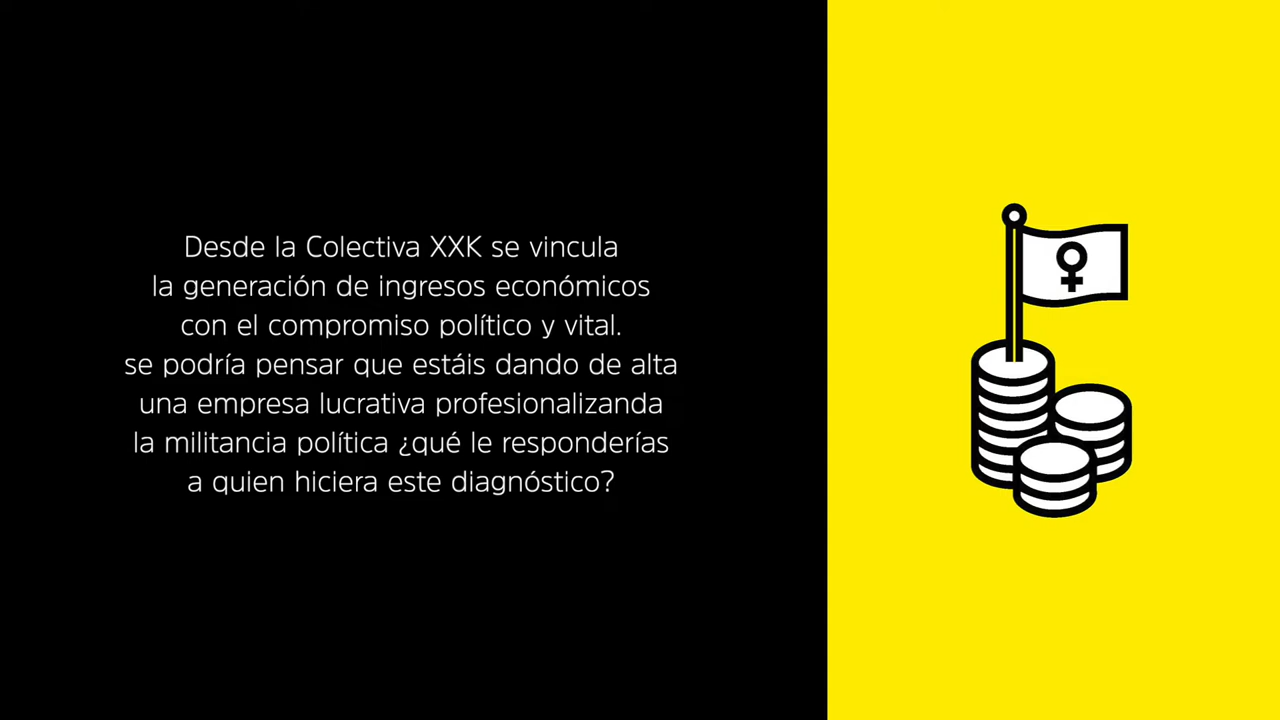 Desde la Colectiva XXK se vincula
la generación de ingresos económicos
con el compromiso político y vital.
se podría pensar que estáis dando de alta
una empresa lucrativa profesionalizanda
la militancia política ¿qué le responderías
a quien hiciera este diagnóstico?